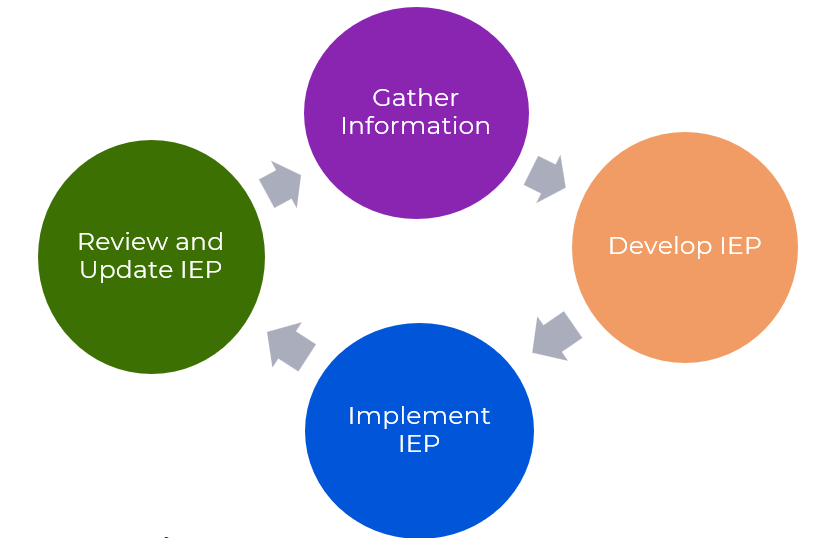 Gather
Information
Develop IEP
Implement
IEP
Review and
Update IEP